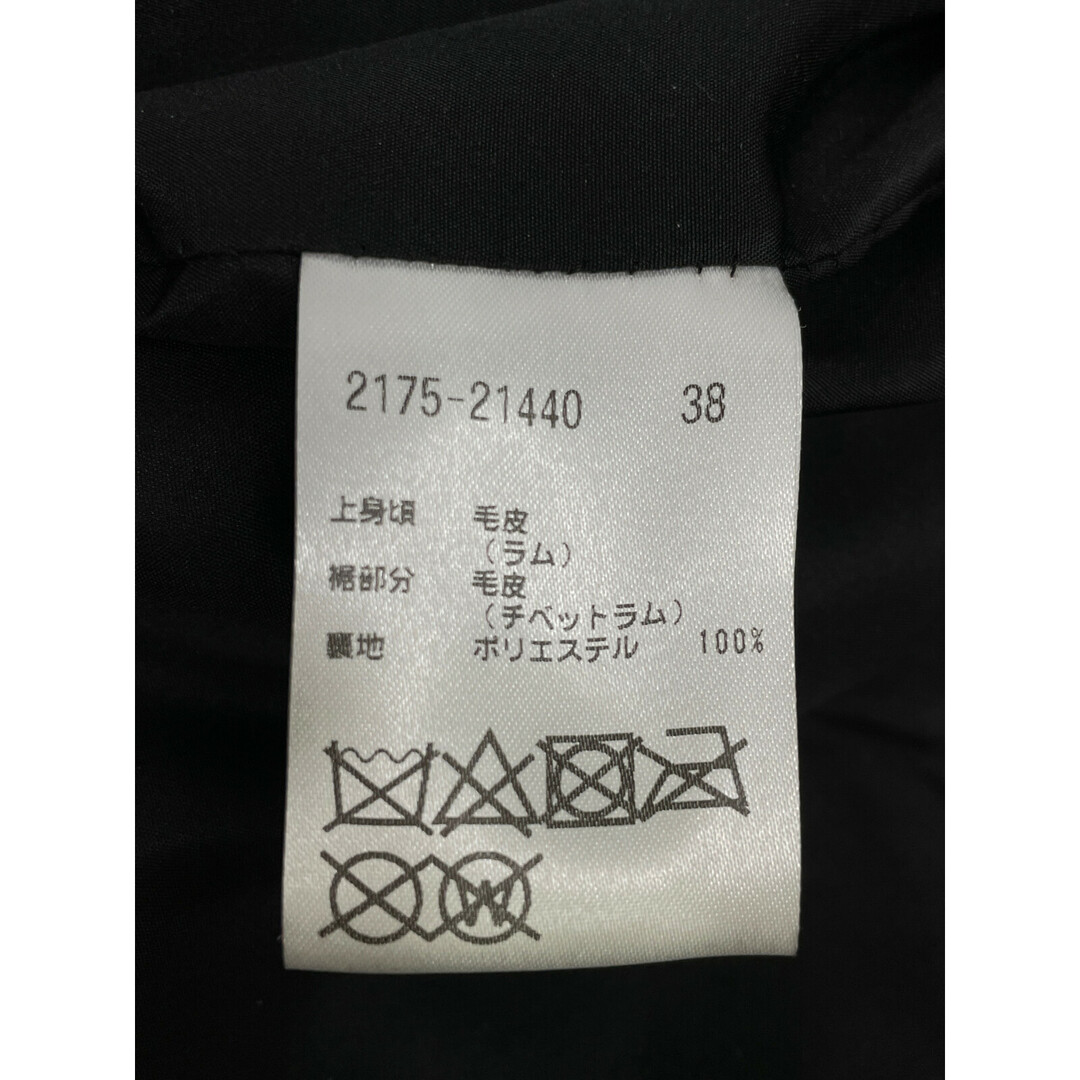 2175-21440 38
上身頃 毛皮
(ラム)
裾部分 毛皮
(チベットラム)
裏地 ポリエステル 100%
W